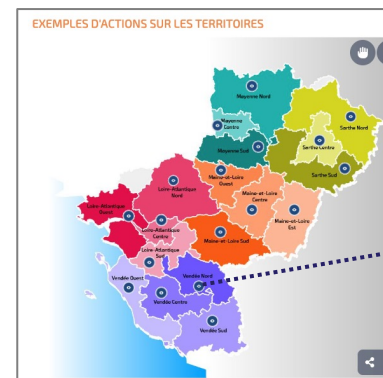 EXEMPLES D'ACTIONS SUR LES TERRITOIRES
Mayenne Nord
Mayenne
Centre
Mayenne Sud
Sarthe Nord
Sarthe Centre
Sarthe Sud
Maine-et-Loire
Ouest
Loire-Atlantique
Nord
Maine-et-Loire
Centre
Loire-Atlantique
Ouest
Loire-Atlantique
Centre
Maine-et-Loire
Est
Maine-et-Loire Sud
Loire-Atlantique
Sud
Vendée Ouest
Vendée Nord
Vendée Centre
Vendée Sud